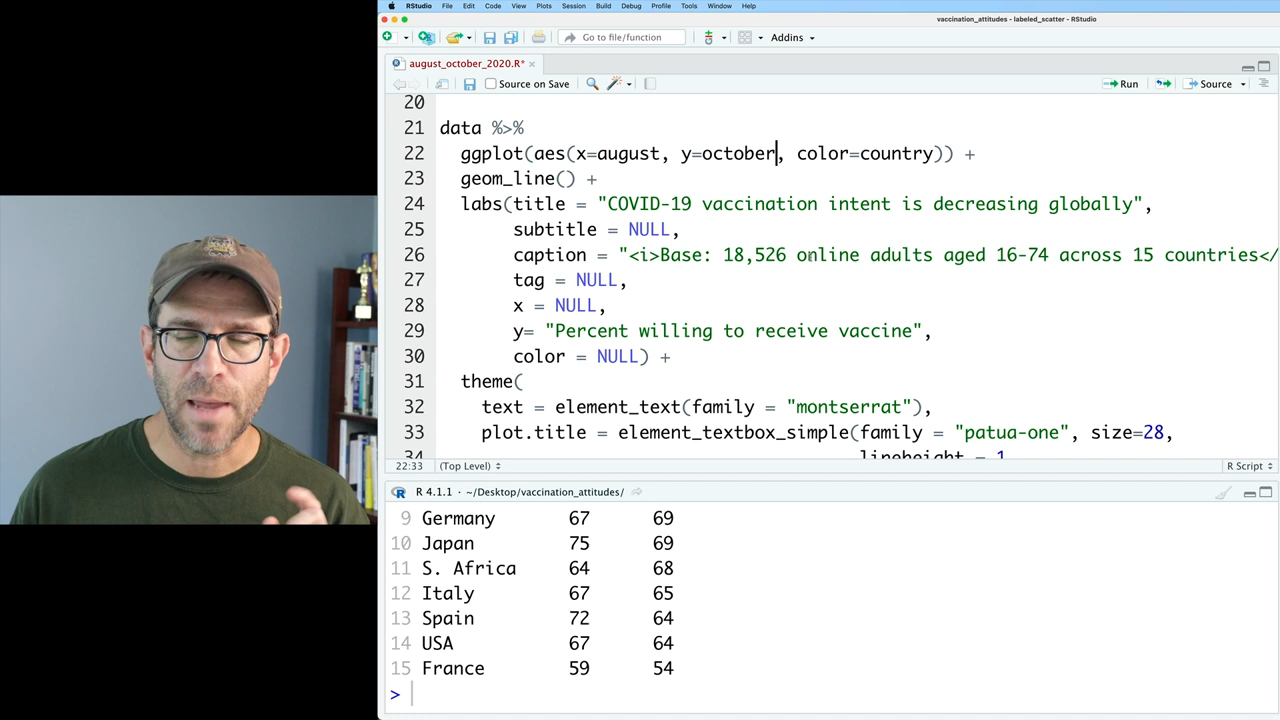 RStudio File Edit Code View Plots Session Build Debug Profile Tools Window Help
vaccination_attitudes - labeled_scatter - RStudio
Go to file/function Addins
august_october_2020.R*
Source on Save Run Source
20
21 data %>%
22 ggplot(aes(x=august, y=october, color=country)) +
23 geom_line() +
24 labs(title = "COVID-19 vaccination intent is decreasing globally",
25 subtitle = NULL,
26 caption = "<i>Base: 18,526 online adults aged 16-74 across 15 countries</
27 tag = NULL,
28 x = NULL,
29 y= "Percent willing to receive vaccine",
30 color = NULL) +
31 theme(
32 text = element_text(family = "montserrat"),
33 plot.title = element_textbox_simple(family = "patua-one", size=28,
34 lineheight = 1
22:33 (Top Level) R Script
R 4.1.1 · ~/Desktop/vaccination_attitudes/
9 Germany 67 69
10 Japan 75 69
11 S. Africa 64 68
12 Italy 67 65
13 Spain 72 64
14 USA 67 64
15 France 59 54
>